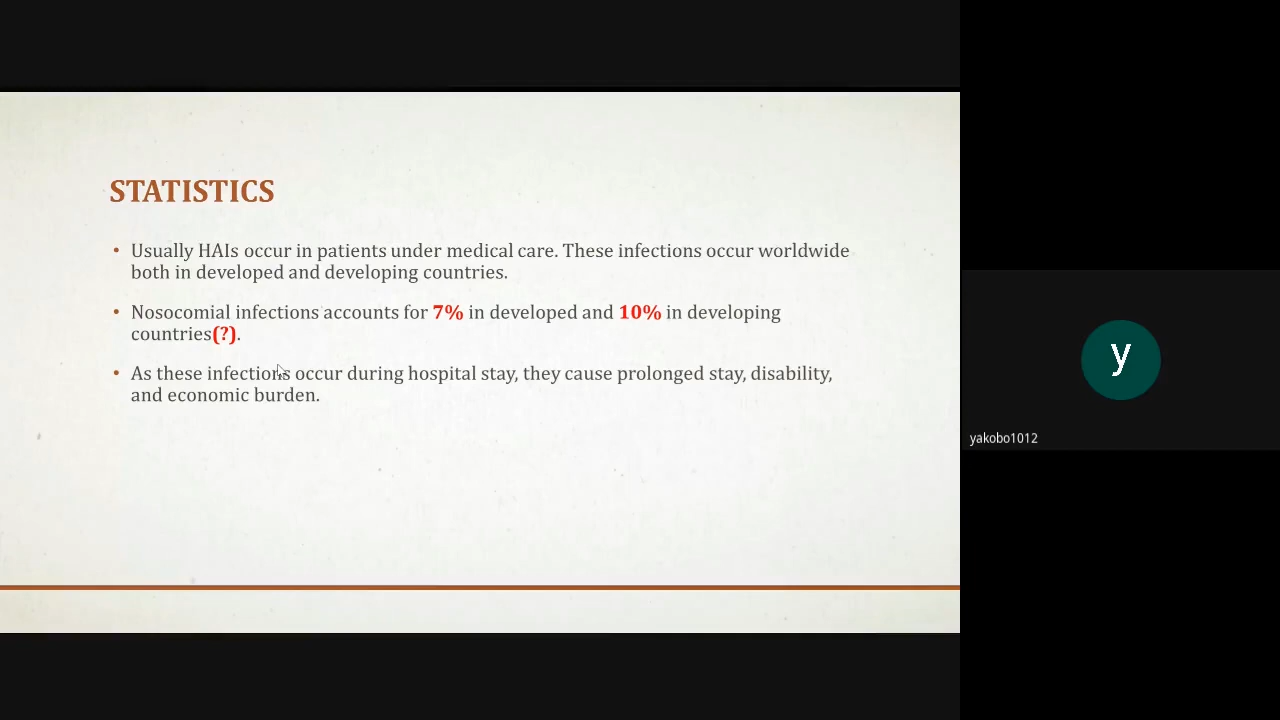 STATISTICS
• Usually HAIs occur in patients under medical care. These infections occur worldwide
both in developed and developing countries.
• Nosocomial infections accounts for 7% in developed and 10% in developing
countries(?).
• As these infections occur during hospital stay, they cause prolonged stay, disability,
and economic burden.
y
yakobo1012